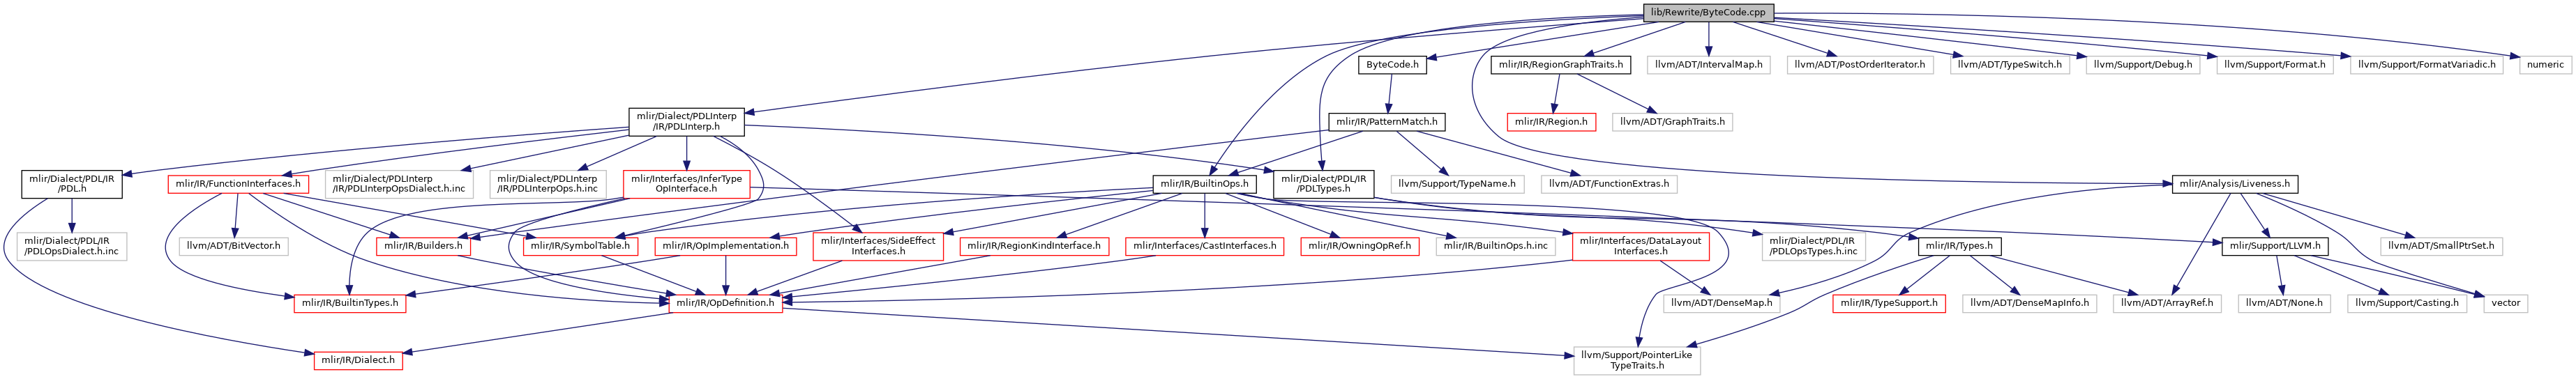 lib/Rewrite/ByteCode.cpp
ByteCode.h
mlir/IR/RegionGraphTraits.h
llvm/ADT/IntervalMap.h
llvm/ADT/PostOrderIterator.h
llvm/ADT/TypeSwitch.h
llvm/Support/Debug.h
llvm/Support/Format.h
llvm/Support/FormatVariadic.h
numeric
mlir/Dialect/PDLInterp
/IR/PDLInterp.h
mlir/IR/PatternMatch.h
mlir/IR/Region.h
llvm/ADT/GraphTraits.h
mlir/Dialect/PDL/IR
/PDL.h
mlir/IR/FunctionInterfaces.h
mlir/Dialect/PDLInterp
/IR/PDLInterpOpsDialect.h.inc
mlir/Dialect/PDLInterp
/IR/PDLInterpOps.h.inc
mlir/Interfaces/InferType
OpInterface.h
mlir/IR/BuiltinOps.h
mlir/Dialect/PDL/IR
/PDLTypes.h
llvm/Support/TypeName.h
llvm/ADT/FunctionExtras.h
mlir/Analysis/Liveness.h
mlir/Dialect/PDL/IR
/PDLOpsDialect.h.inc
llvm/ADT/BitVector.h
mlir/IR/Builders.h
mlir/IR/SymbolTable.h
mlir/IR/OpImplementation.h
mlir/Interfaces/SideEffect
Interfaces.h
mlir/IR/RegionKindInterface.h
mlir/Interfaces/CastInterfaces.h
mlir/IR/OwningOpRef.h
mlir/IR/BuiltinOps.h.inc
mlir/Interfaces/DataLayout
Interfaces.h
mlir/Dialect/PDL/IR
/PDLOpsTypes.h.inc
mlir/IR/Types.h
mlir/Support/LLVM.h
llvm/ADT/SmallPtrSet.h
mlir/IR/BuiltinTypes.h
mlir/IR/OpDefinition.h
llvm/ADT/DenseMap.h
mlir/IR/TypeSupport.h
llvm/ADT/DenseMapInfo.h
llvm/ADT/ArrayRef.h
llvm/ADT/None.h
llvm/Support/Casting.h
vector
mlir/IR/Dialect.h
llvm/Support/PointerLike
TypeTraits.h